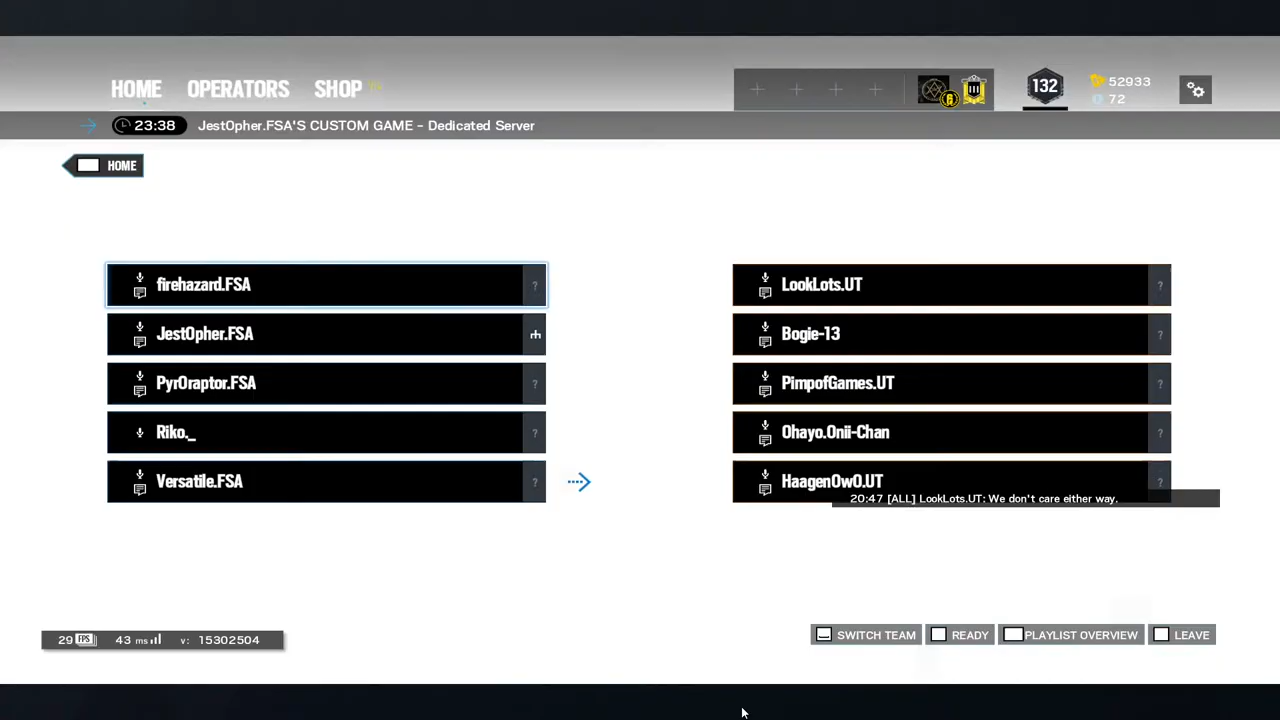 HOME OPERATORS SHOP
III
132
52933
72
23:38 JestOpher.FSA'S CUSTOM GAME - Dedicated Server
HOME
firehazard.FSA ?
JestOpher.FSA
PyrOraptor.FSA ?
Riko._ ?
Versatile.FSA ?
LookLots.UT ?
Bogie-13 ?
PimpofGames.UT ?
Ohayo.Onii-Chan ?
HaagenOwO.UT ?
20:47 [ALL] LookLots.UT: We don't care either way.
29 FPS 43 ms v: 15302504
SWITCH TEAM READY PLAYLIST OVERVIEW LEAVE